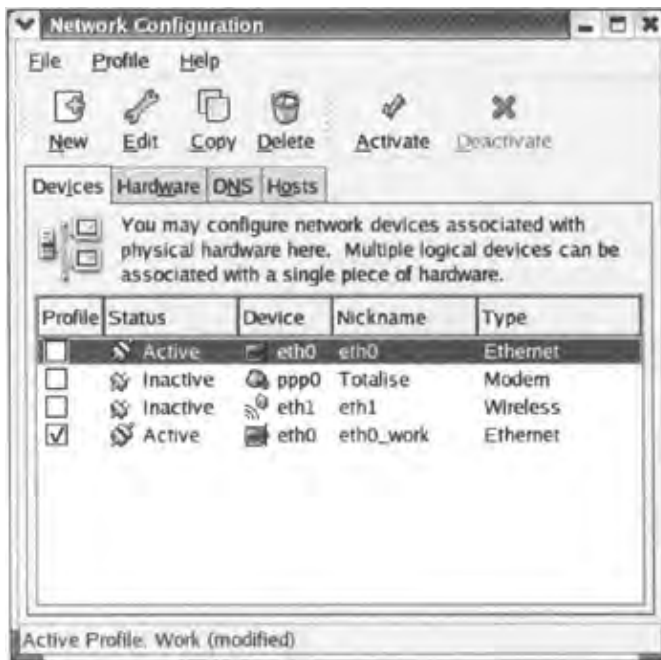 Network Configuration
File Profile Help
New Edit Copy Delete Activate Deactivate
Devices Hardware DNS Hosts
You may configure network devices associated with
physical hardware here. Multiple logical devices can be
associated with a single piece of hardware.
Profile Status Device Nickname Type
Active eth0 eth0 Ethernet
Inactive ppp0 Totalise Modem
Inactive eth1 eth1 Wireless
Active eth0 eth0_work Ethernet
Active Profile: Work (modified)